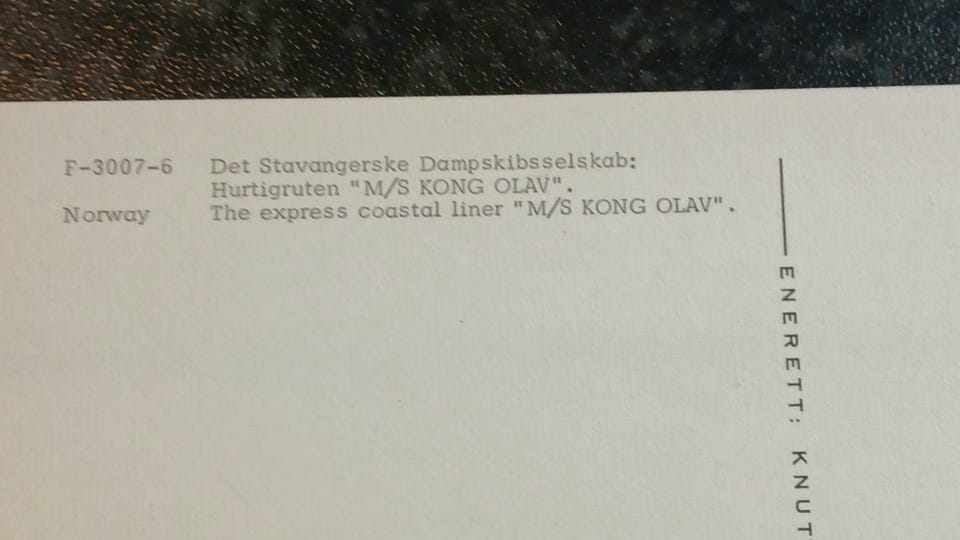 F-3007-6 Det Stavangerske Dampskibsselskab:
Hurtigruten "M/S KONG OLAV".
Norway The express coastal liner "M/S KONG OLAV".
ENERETT: KNUT